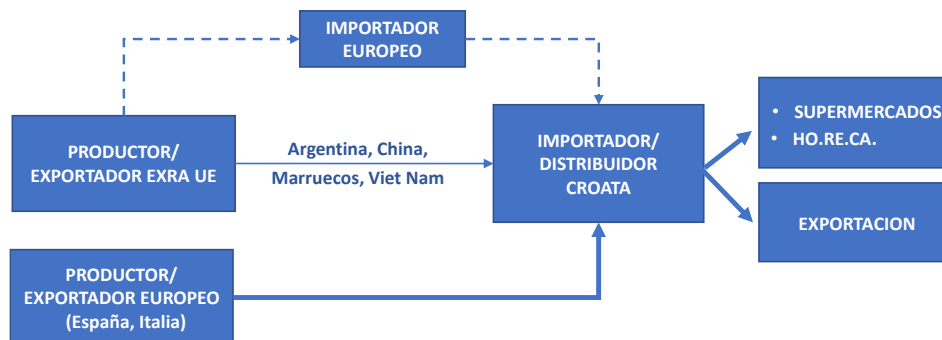 IMPORTADOR
EUROPEO
PRODUCTOR/
EXPORTADOR EXRA UE
Argentina, China,
Marruecos, Viet Nam
IMPORTADOR/
DISTRIBUIDOR
CROATA
• SUPERMERCADOS
• HO.RE.CA.
EXPORTACION
PRODUCTOR/
EXPORTADOR EUROPEO
(España, Italia)